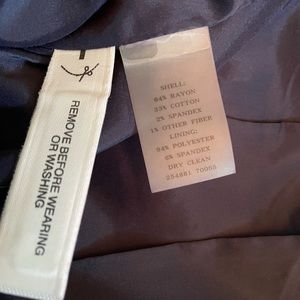 REMOVE BEFORE WEARING
OR WASHING
SHELL:
64% RAYON
33% COTTON
2% SPANDEX
1% OTHER FIBER
LINING:
94% POLYESTER
6% SPANDEX
DRY CLEAN
254881 70055